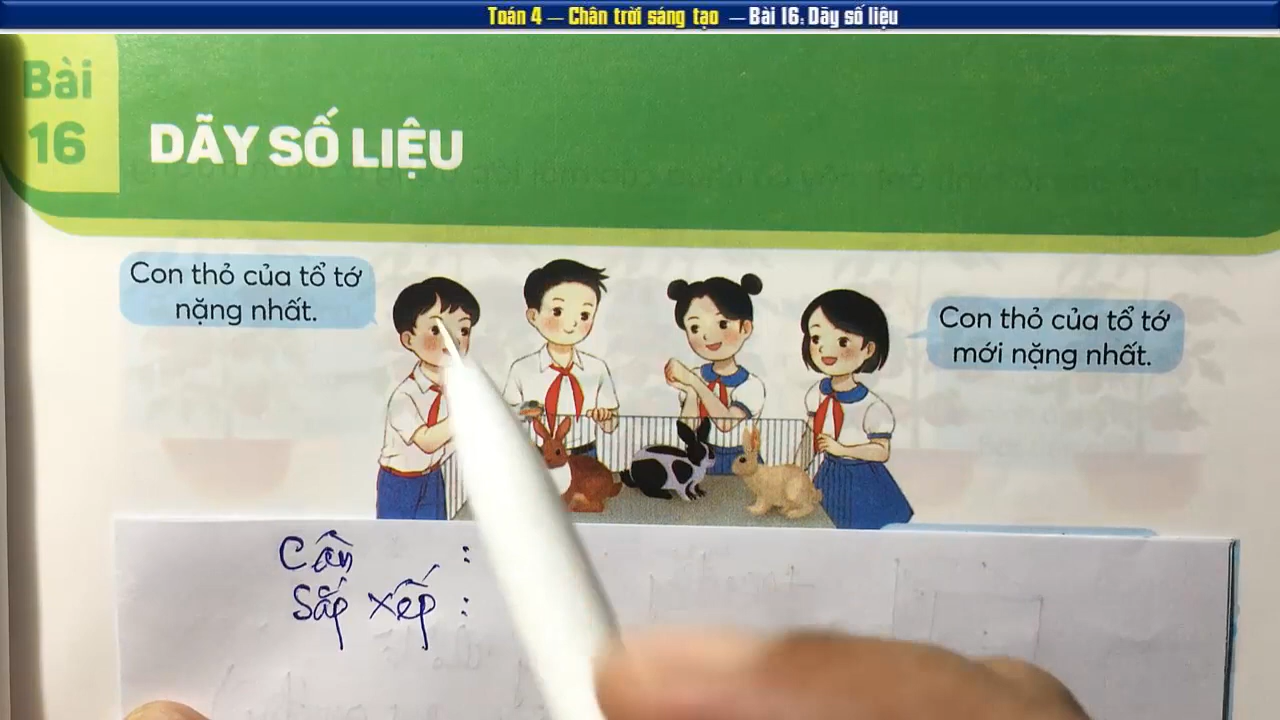 Toán 4 – Chân trời sáng tạo – Bài 16: Dãy số liệu
Bài
16
DÃY SỐ LIỆU
Con thỏ của tổ tớ
nặng nhất.
Con thỏ của tổ tớ
mới nặng nhất.
Cân :
Sắp xếp :